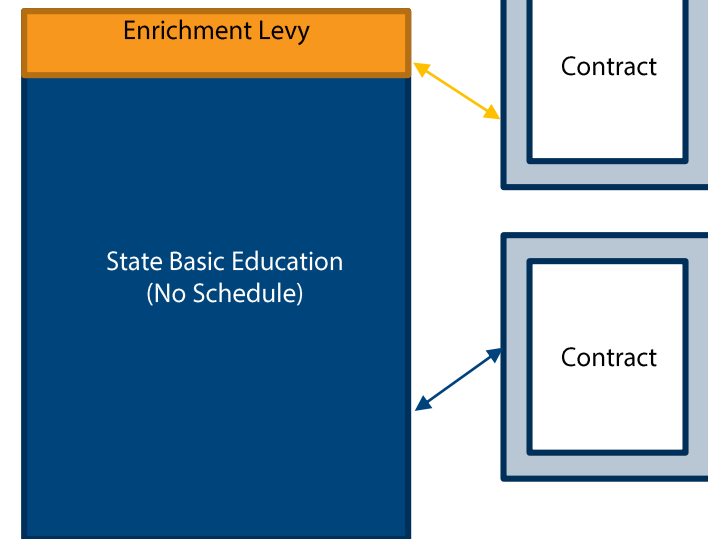 Enrichment Levy
Contract
State Basic Education
(No Schedule)
Contract